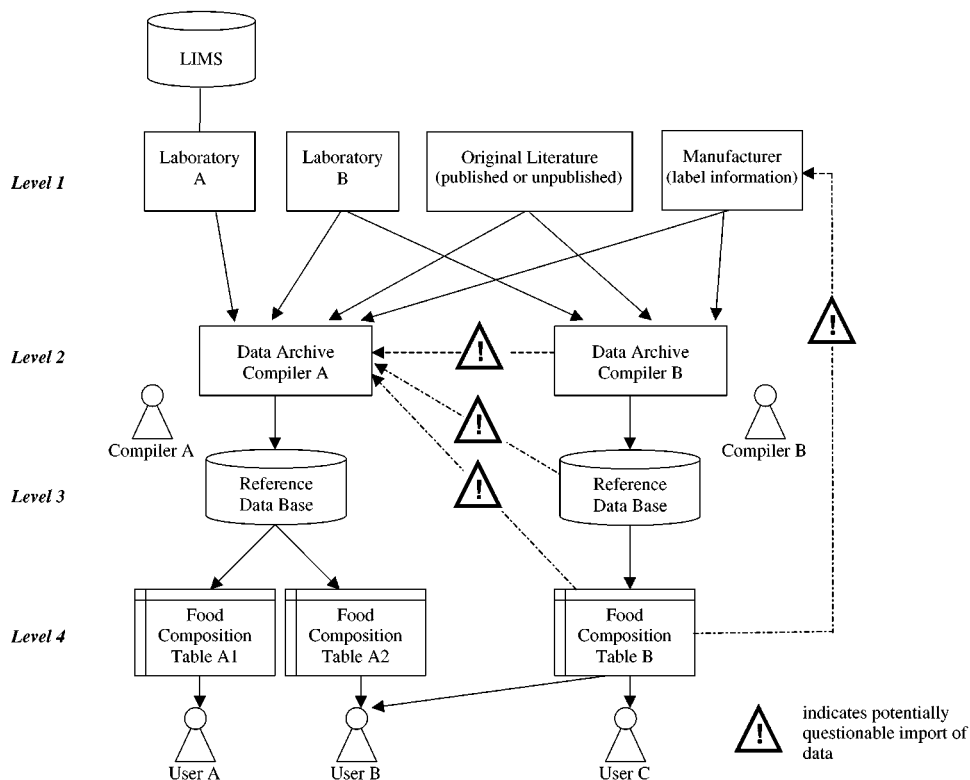 LIMS
Level 1
Laboratory
A
Laboratory
B
Original Literature
(published or unpublished)
Manufacturer
(label information)
!
Level 2
Data Archive
Compiler A
!
Data Archive
Compiler B
Compiler A
!
Compiler B
Level 3
Reference
Data Base
!
Reference
Data Base
Level 4
Food
Composition
Table A1
Food
Composition
Table A2
Food
Composition
Table B
User A
User B
User C
!
indicates potentially
questionable import of
data